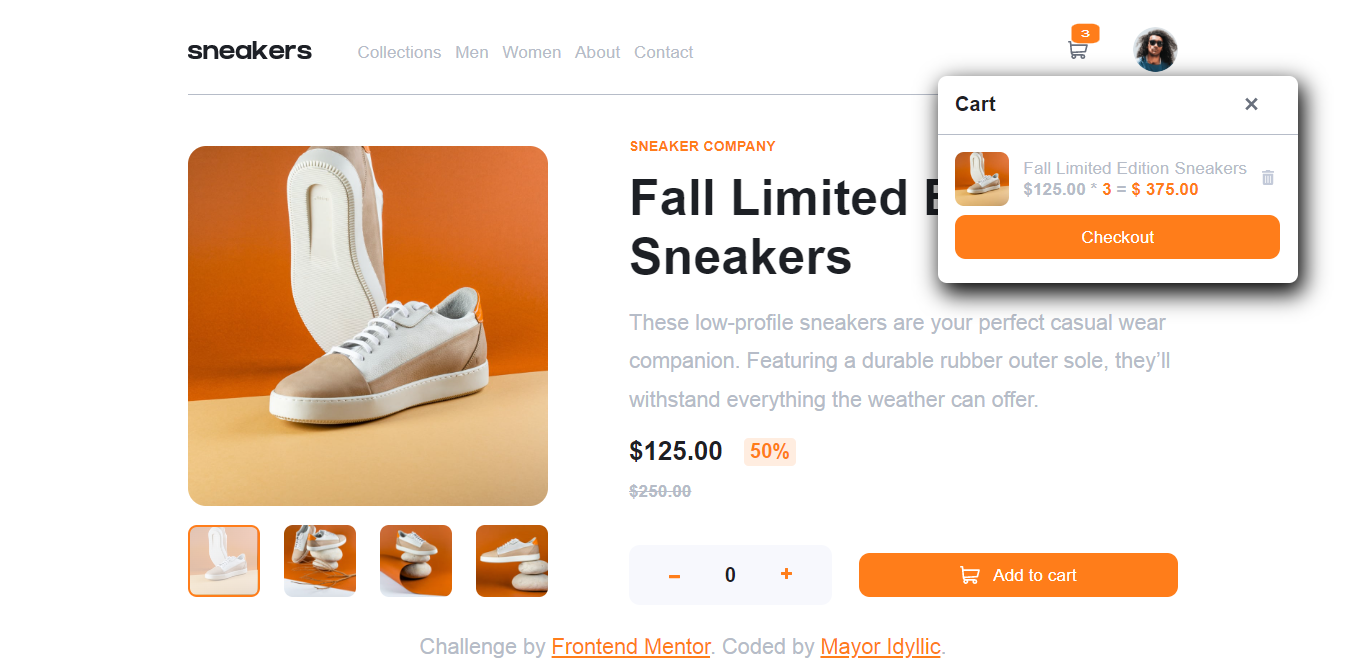 sneakers
Collections Men Women About Contact
3
Cart ×
Fall Limited Edition Sneakers
$125.00 * 3 = $ 375.00
Checkout
SNEAKER COMPANY
Fall Limited
Sneakers
These low-profile sneakers are your perfect casual wear
companion. Featuring a durable rubber outer sole, they’ll
withstand everything the weather can offer.
$125.00 50%
$250.00
– 0 +
Add to cart
Challenge by Frontend Mentor. Coded by Mayor Idyllic.